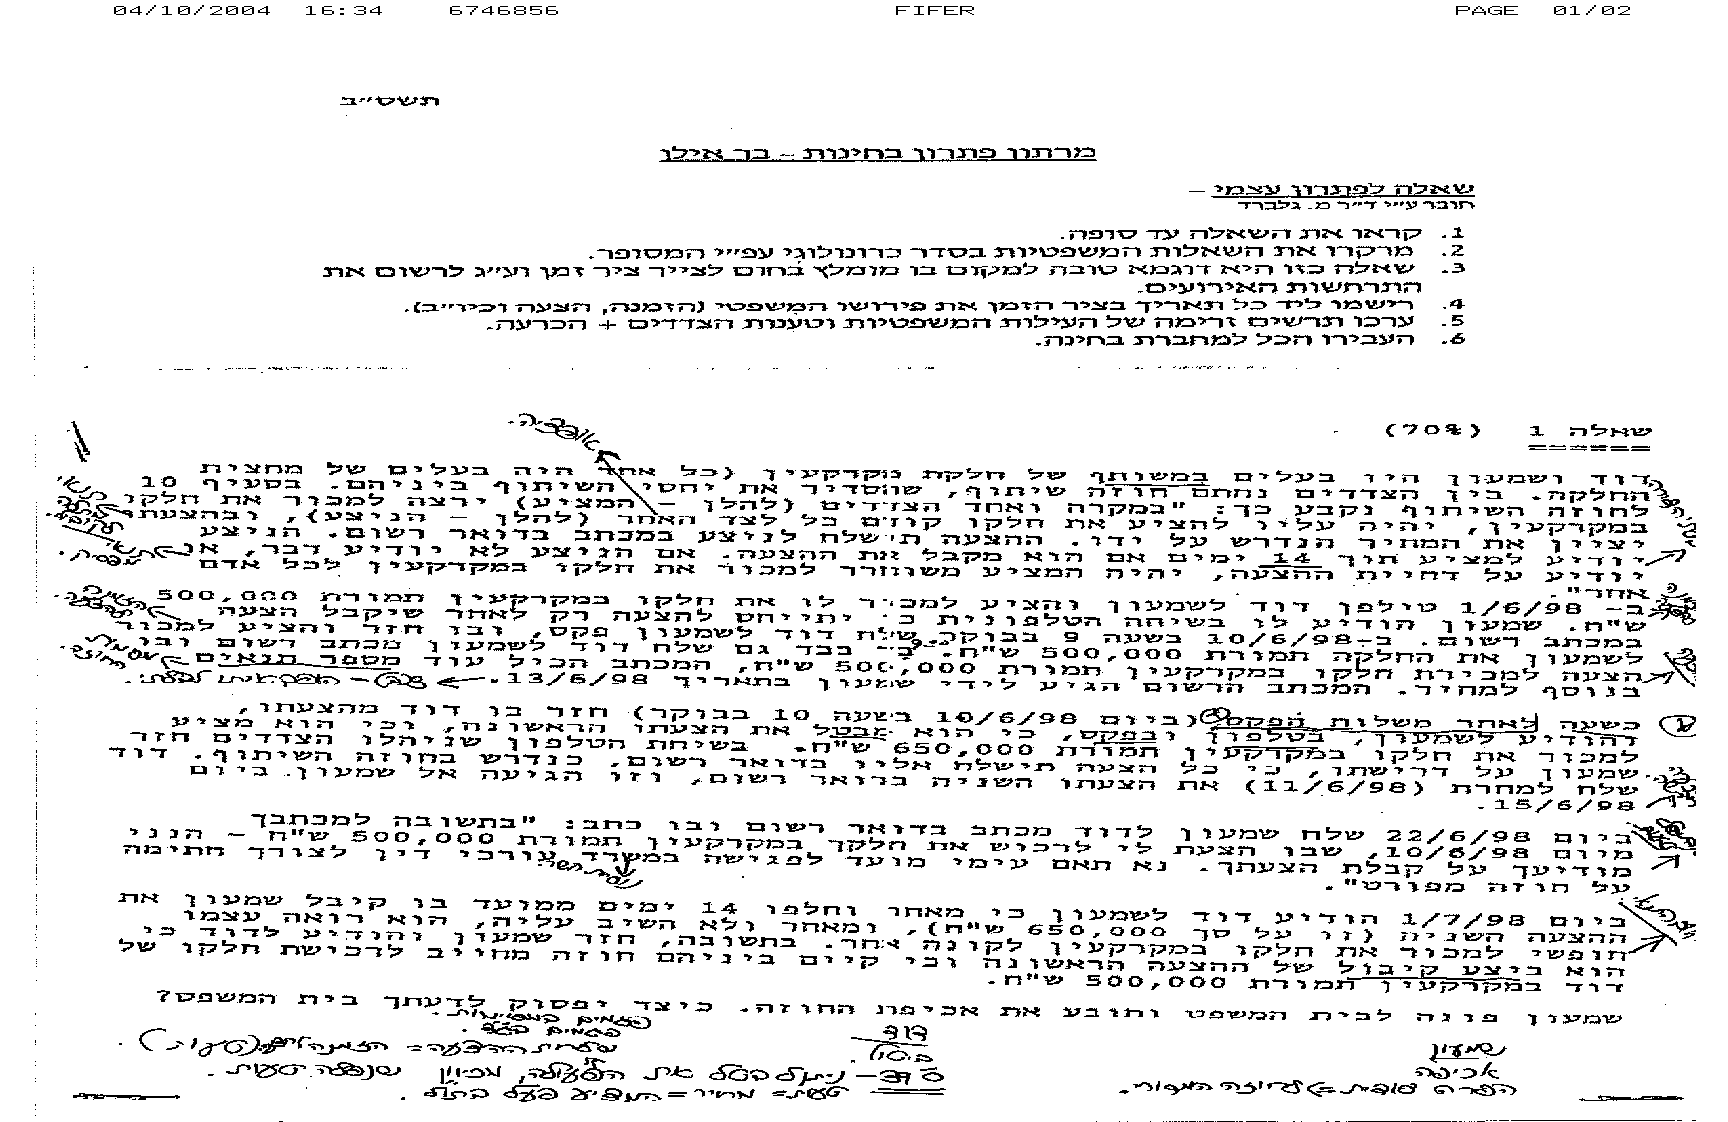 04/10/2004 16:34 6746856 FIFER PAGE 01/02
תשס"ב
מרתון פתרון בחינות – בר אילן
שאלה לפתרון עצמי –
חובר ע"י ד"ר מ. גלברד
1. קראו את השאלה עד סופה.
2. מרקרו את השאלות המשפטיות בסדר כרונולוגי עפ"י המסופר.
3. שאלה כזו היא דוגמא טובה למקום בו מומלץ בחום לצייר ציר זמן וע"ג לרשום את
התרחשות האירועים.
4. רישמו ליד כל תאריך בציר הזמן את פירושו המשפטי (הזמנה, הצעה וכיו"ב).
5. ערכו תרשים זרימה של העילות המשפטיות וטענות הצדדים + הכרעה.
6. העבירו הכל למחברת בחינה.
שאלה 1 (70%)
אופציה.
דוד ושמעון היו בעלים במשותף של חלקת מקרקעין (כל אחד היה בעלים של מחצית
החלקה. בין הצדדים נחתם חוזה שיתוף, שהסדיר את יחסי השיתוף ביניהם. בסעיף 10
לחוזה השיתוף נקבע כך: "במקרה ואחד הצדדים (להלן – המציע) ירצה למכור את חלקו
במקרקעין, יהיה עליו להציע את חלקו קודם כל לצד האחר (להלן – הניצע), ובהצעתו
יציין את המחיר הנדרש על ידו. ההצעה תישלח לניצע במכתב בדואר רשום. הניצע
יודיע למציע תוך 14 ימים אם הוא מקבל את ההצעה. אם הניצע לא יודיע דבר, או
יודיע על דחיית ההצעה, יהיה המציע משוחרר למכור את חלקו במקרקעין לכל אדם
אחר".
ב- 1/6/98 טילפן דוד לשמעון והציע למכור לו את חלקו במקרקעין תמורת 500,000
ש"ח. שמעון הודיע לו בשיחה הטלפונית כי יתייחס להצעה רק לאחר שיקבל הצעה
במכתב רשום. ב-10/6/98 בשעה 9 בבוקר שלח דוד לשמעון פקס, ובו חזר והציע למכור
לשמעון את החלקה תמורת 500,000 ש"ח. בד בבד גם שלח דוד לשמעון מכתב רשום ובו
הצעה למכירת חלקו במקרקעין תמורת 500,000 ש"ח, המכתב הכיל עוד מספר תנאים
בנוסף למחיר. המכתב הרשום הגיע לידי שמעון בתאריך 13/6/98.
כשעה לאחר משלוח הפקס (ביום 10/6/98 בשעה 10 בבוקר) חזר בו דוד מהצעתו,
והודיע לשמעון, בטלפון ובפקס, כי הוא מבטל את הצעתו הראשונה, וכי הוא מציע
למכור את חלקו במקרקעין תמורת 650,000 ש"ח. בשיחת הטלפון שניהלו הצדדים חזר
שמעון על דרישתו, כי כל הצעה תישלח אליו בדואר רשום, כנדרש בחוזה השיתוף. דוד
שלח למחרת (11/6/98) את הצעתו השניה בדואר רשום, וזו הגיעה אל שמעון ביום
15/6/98.
ביום 22/6/98 שלח שמעון לדוד מכתב בדואר רשום ובו כתב: "בתשובה למכתבך
מיום 10/6/98, שבו הצעת לי לרכוש את חלקך במקרקעין תמורת 500,000 ש"ח – הנני
מודיעך על קבלת הצעתך. נא תאם עימי מועד לפגישה במשרד עורכי דין לצורך חתימה
על חוזה מפורט".
ביום 1/7/98 הודיע דוד לשמעון כי מאחר וחלפו 14 ימים ממועד בו קיבל שמעון את
ההצעה השניה (זו על סך 650,000 ש"ח), ומאחר ולא השיב עליה, הוא רואה עצמו
חופשי למכור את חלקו במקרקעין לקונה אחר. בתשובה, חזר שמעון והודיע לדוד כי
הוא ביצע קיבול של ההצעה הראשונה וכי קיים ביניהם חוזה מחייב לרכישת חלקו של
דוד במקרקעין תמורת 500,000 ש"ח.
שמעון פונה לבית המשפט ותובע את אכיפת החוזה. כיצד יפסוק לדעתך בית המשפט?
שמעון
אכיפה
דוד